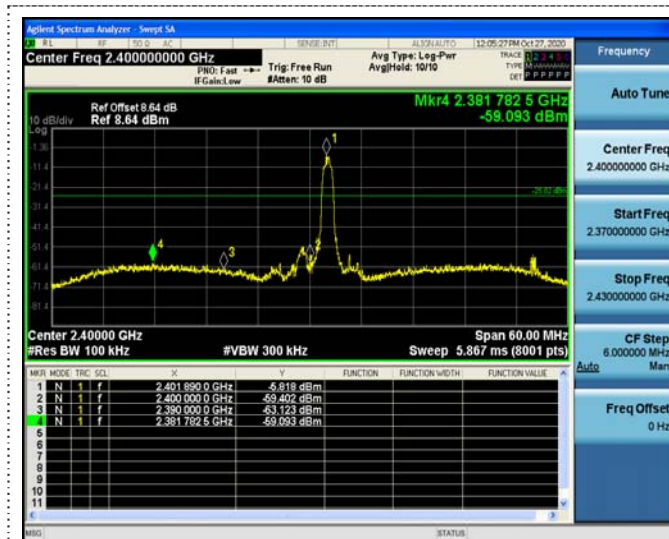 Agilent Spectrum Analyzer - Swept SA
RL RF 50 Ω AC SENSE:INT ALIGN AUTO 12:05:27 PM Oct 27, 2020
Center Freq 2.400000000 GHz
PNO: Fast
IFGain:Low
Trig: Free Run
#Atten: 10 dB
Avg Type: Log-Pwr
Avg|Hold: 10/10
TRACE 1 2 3 4 5 6
TYPE
DET P P P P P P
Mkr4 2.381 782 5 GHz
-59.093 dBm
Ref Offset 8.64 dB
10 dB/div Ref 8.64 dBm
Log
-1.36
-11.4
-21.4
-31.4
-41.4
-51.4
-61.4
-71.4
-81.4
1
2
3
4
Center 2.40000 GHz Span 60.00 MHz
#Res BW 100 kHz #VBW 300 kHz Sweep 5.867 ms (8001 pts)
MKR MODE TRC SCL X Y FUNCTION FUNCTION WIDTH FUNCTION VALUE
1 N 1 f 2.401 890 0 GHz -5.818 dBm
2 N 1 f 2.400 000 0 GHz -59.402 dBm
3 N 1 f 2.390 000 0 GHz -63.123 dBm
4 N 1 f 2.381 782 5 GHz -59.093 dBm
5
6
7
8
9
10
11
MSG STATUS
Frequency
Auto Tune
Center Freq
2.400000000 GHz
Start Freq
2.370000000 GHz
Stop Freq
2.430000000 GHz
CF Step
6.000000 MHz
Auto Man
Freq Offset
0 Hz